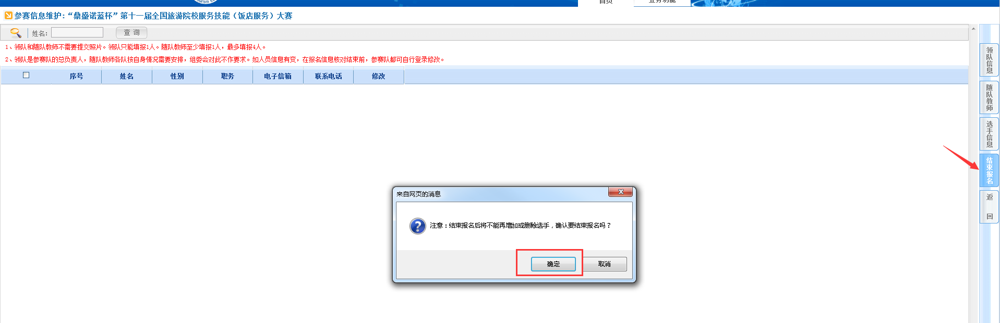 首页 业务功能
参赛信息维护：“鼎盛诺蓝杯”第十一届全国旅游院校服务技能（饭店服务）大赛
姓名： 查 询
1、领队和随队教师不需要提交照片。领队只能填报1人。随队教师至少填报1人，最多填报4人。
2、领队是参赛队的总负责人，随队教师各队按自身情况需要安排，组委会对此不作要求。如人员信息有变，在报名信息核对结束前，参赛队都可自行登录修改。
序号 姓名 性别 职务 电子信箱 联系电话 修改
领队信息
随队教师
选手信息
结束报名
返回
来自网页的消息
注意：结束报名后将不能再增加或删除选手，确认要结束报名吗？
确定 取消